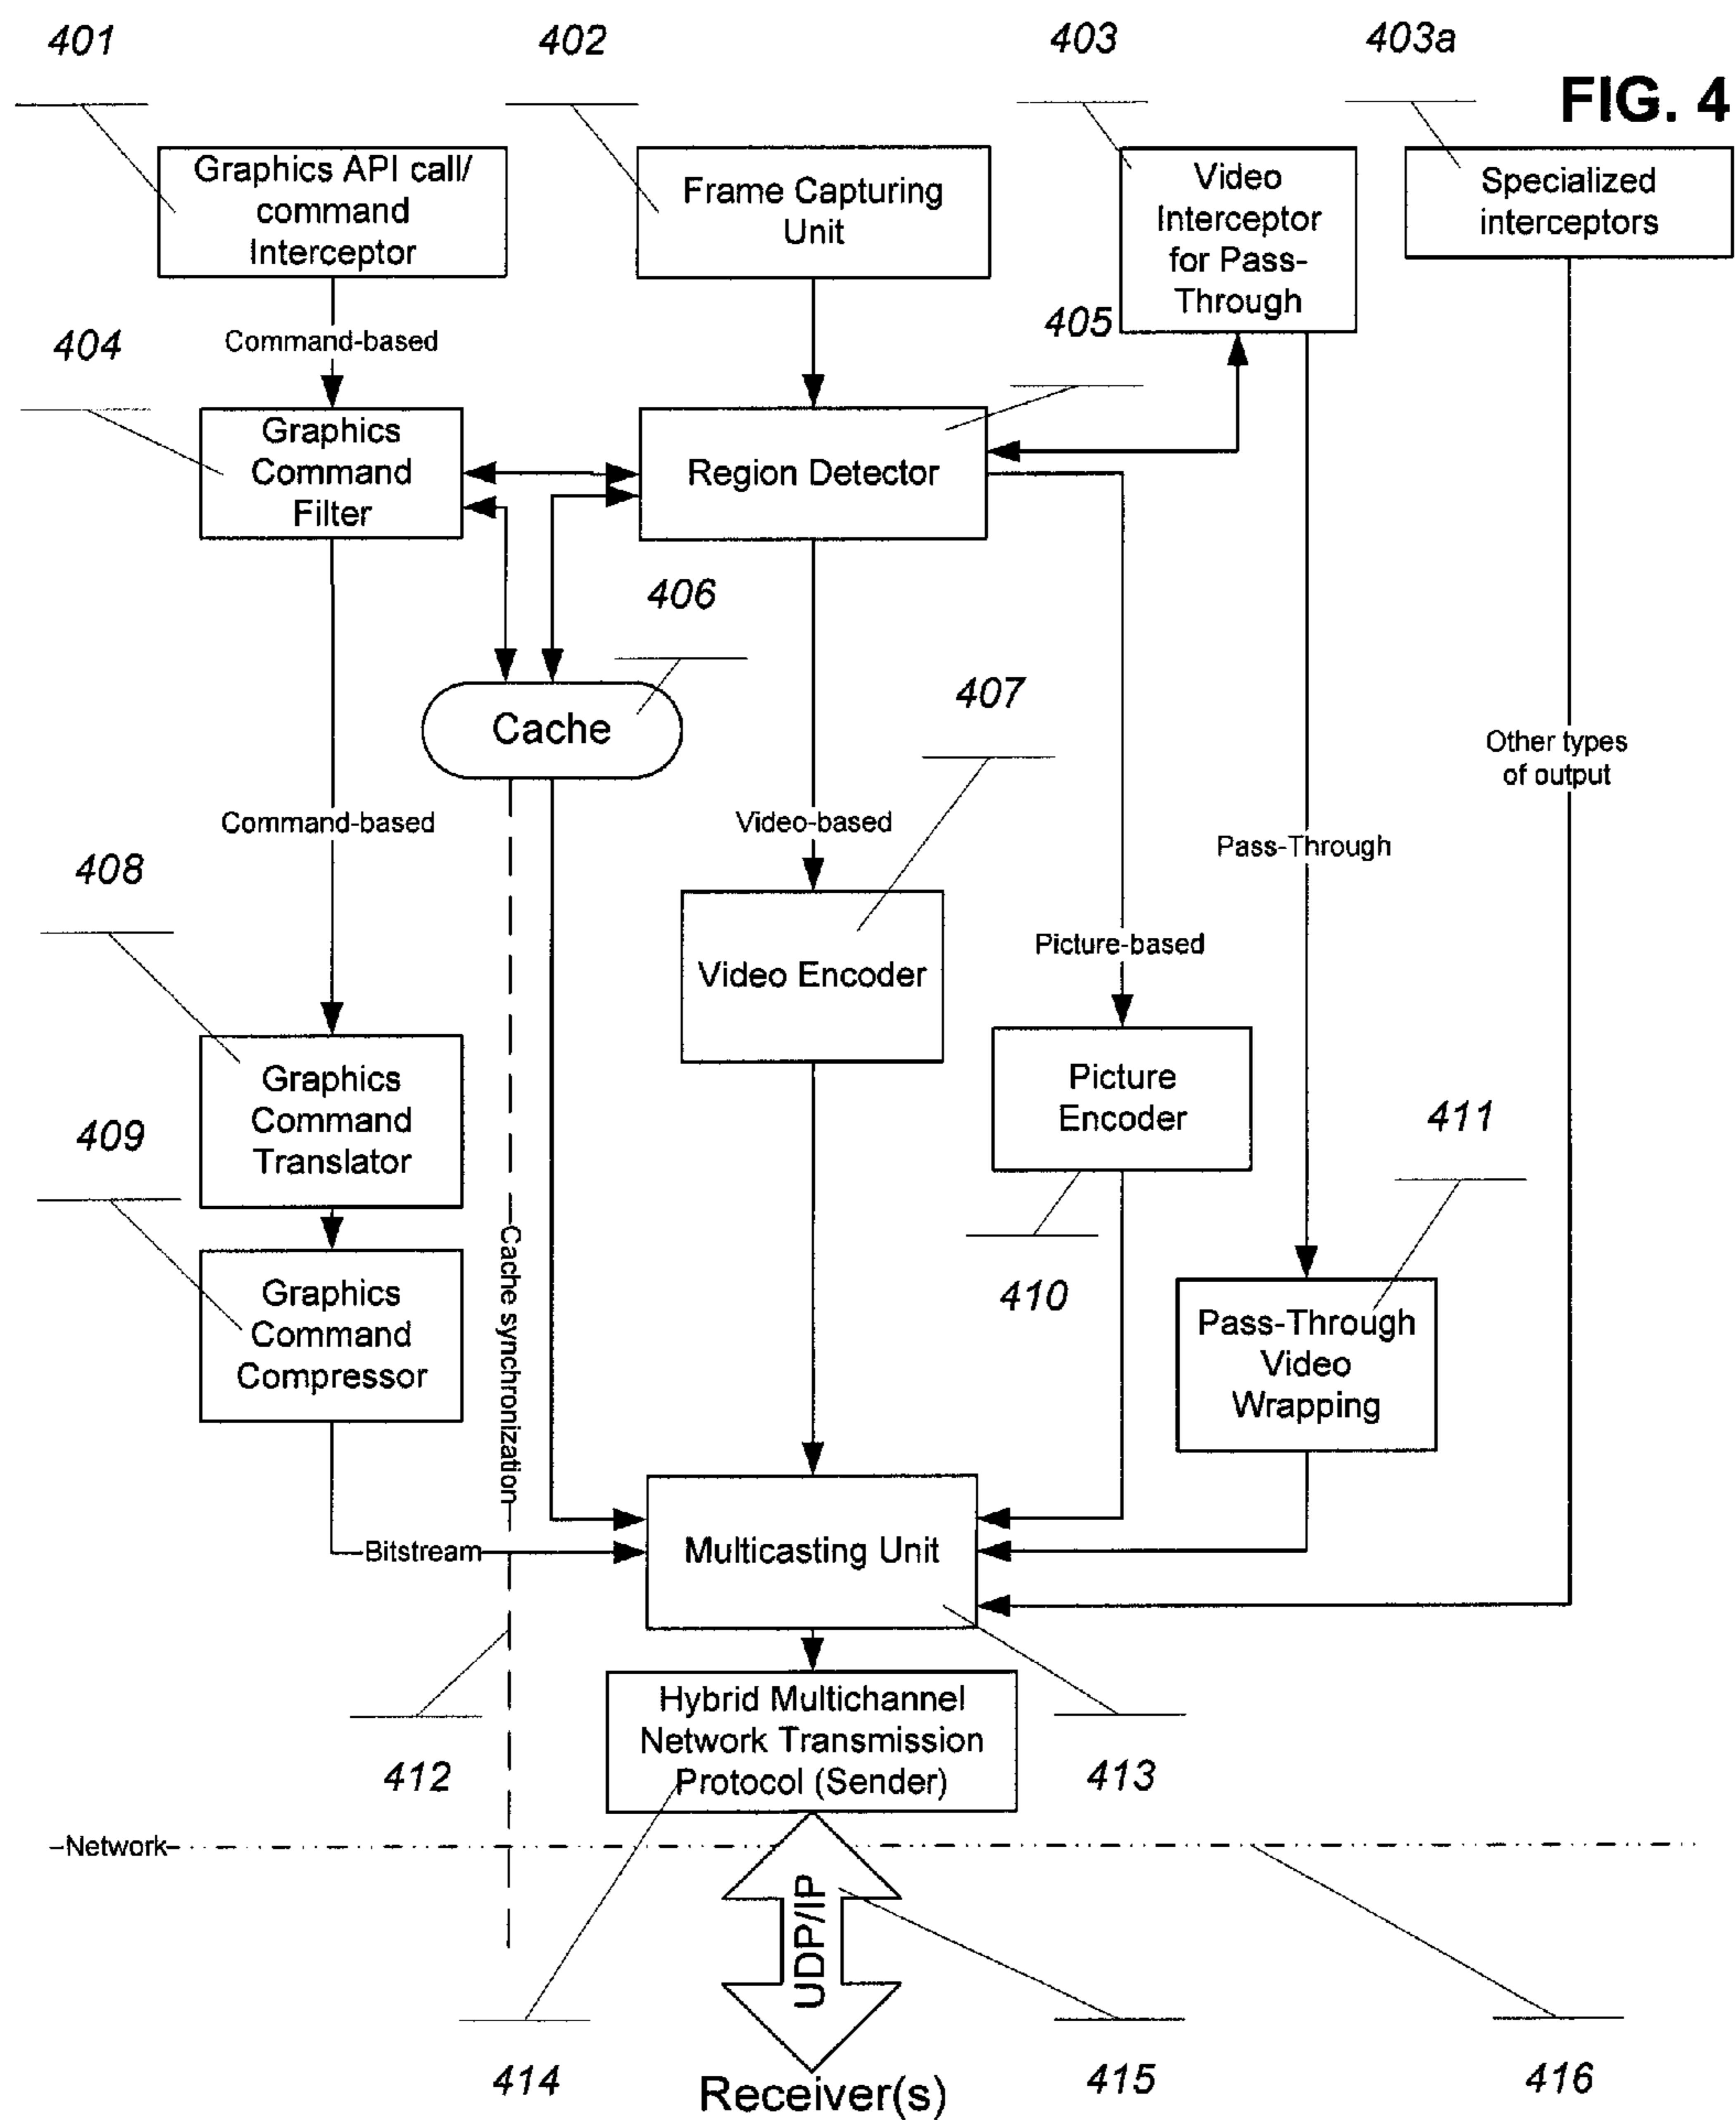 401
402
403
403a
FIG. 4
Graphics API call/
command
Interceptor
Frame Capturing
Unit
Video
Interceptor
for Pass-
Through
Specialized
interceptors
404
Command-based
405
Graphics
Command
Filter
Region Detector
406
407
Cache
Other types
of output
Command-based
Video-based
Pass-Through
408
Picture-based
Video Encoder
Graphics
Command
Translator
Picture
Encoder
409
411
Cache synchronization
410
Graphics
Command
Compressor
Pass-Through
Video
Wrapping
Bitstream
Multicasting Unit
Hybrid Multichannel
Network Transmission
Protocol (Sender)
412
413
Network
UDP/IP
414
Receiver(s)
415
416